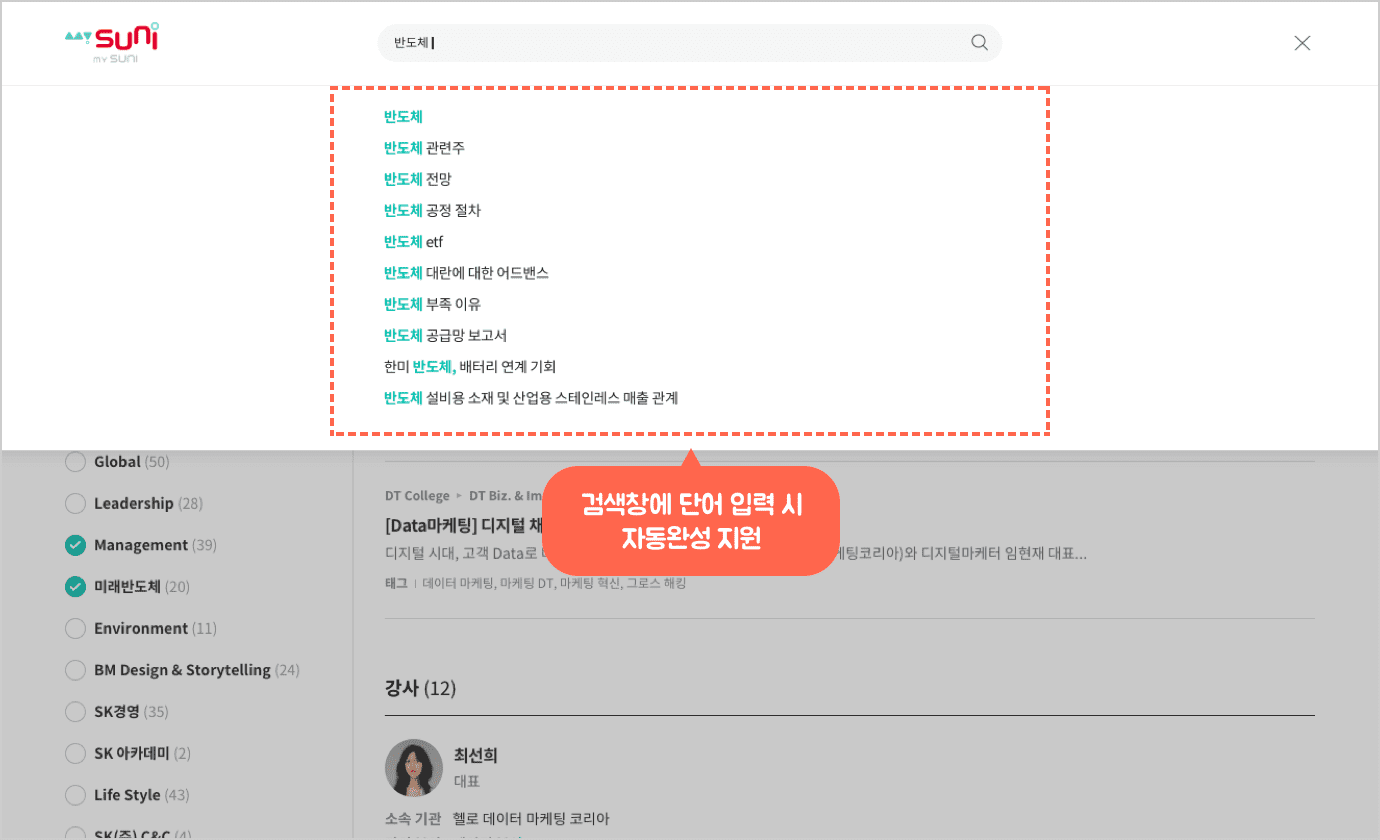 SUNI
my SUNI
반도체
반도체
반도체 관련주
반도체 전망
반도체 공정 절차
반도체 etf
반도체 대란에 대한 어드밴스
반도체 부족 이유
반도체 공급망 보고서
한미 반도체, 배터리 연계 기회
반도체 설비용 소재 및 산업용 스테인레스 매출 관계
검색창에 단어 입력 시
자동완성 지원
Global (50)
Leadership (28)
Management (39)
미래반도체 (20)
Environment (11)
BM Design & Storytelling (24)
SK경영 (35)
SK 아카데미 (2)
Life Style (43)
SK(주) C&C (4)
DT College ▸ DT Biz. & Im
[Data마케팅] 디지털 채
디지털 시대, 고객 Data로 케팅코리아)와 디지털마케터 임현재 대표...
태그 | 데이터 마케팅, 마케팅 DT, 마케팅 혁신, 그로스 해킹
강사 (12)
최선희
대표
소속 기관 헬로 데이터 마케팅 코리아